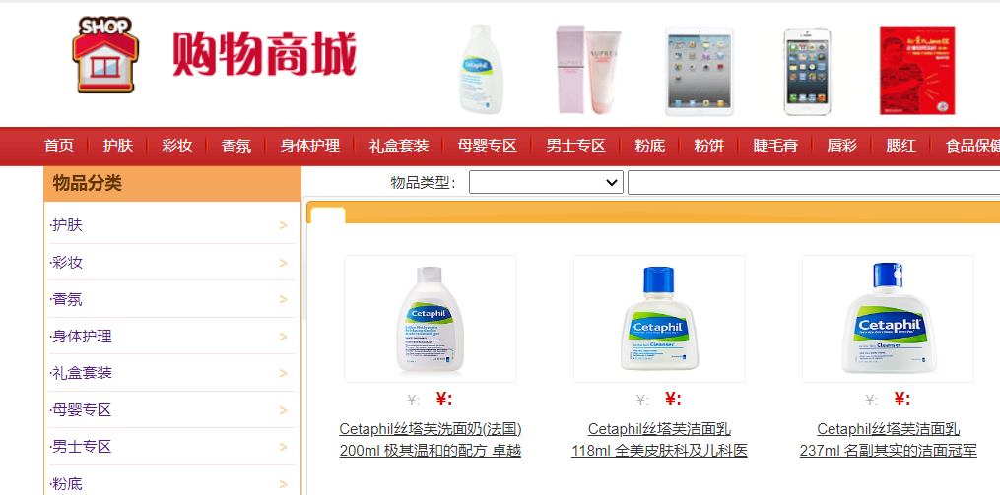 SHOP
购物商城
Cetaphil
AUPRES
首页
护肤
彩妆
香氛
身体护理
礼盒套装
母婴专区
男士专区
粉底
粉饼
睫毛膏
唇彩
腮红
食品保健
物品分类
物品类型：
·护肤 >
·彩妆 >
·香氛 >
·身体护理 >
·礼盒套装 >
·母婴专区 >
·男士专区 >
·粉底 >
Cetaphil
Cetaphil
Cleanser
Cetaphil
Cleanser
¥: ¥:
¥: ¥:
¥: ¥:
Cetaphil丝塔芙洗面奶(法国)
200ml 极其温和的配方 卓越
Cetaphil丝塔芙洁面乳
118ml 全美皮肤科及儿科医
Cetaphil丝塔芙洁面乳
237ml 名副其实的洁面冠军